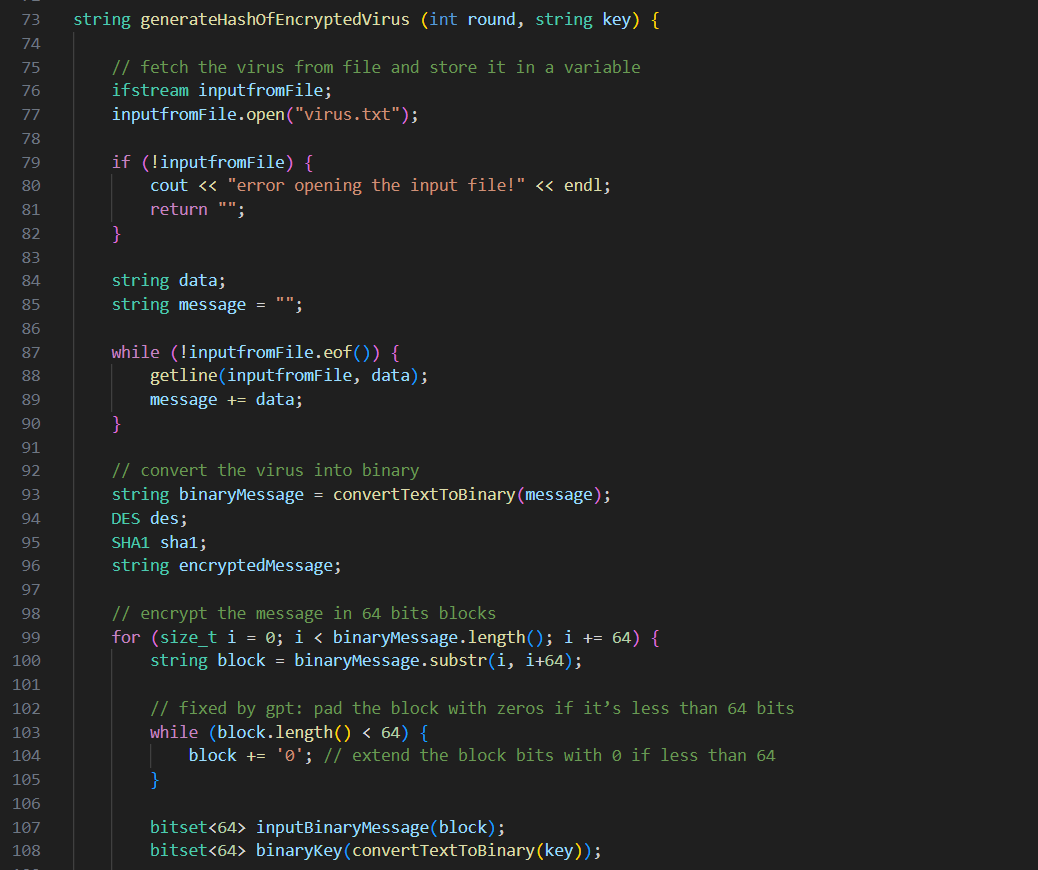 73 string generateHashOfEncryptedVirus (int round, string key) {
74
75 // fetch the virus from file and store it in a variable
76 ifstream inputfromFile;
77 inputfromFile.open("virus.txt");
78
79 if (!inputfromFile) {
80 cout << "error opening the input file!" << endl;
81 return "";
82 }
83
84 string data;
85 string message = "";
86
87 while (!inputfromFile.eof()) {
88 getline(inputfromFile, data);
89 message += data;
90 }
91
92 // convert the virus into binary
93 string binaryMessage = convertTextToBinary(message);
94 DES des;
95 SHA1 sha1;
96 string encryptedMessage;
97
98 // encrypt the message in 64 bits blocks
99 for (size_t i = 0; i < binaryMessage.length(); i += 64) {
100 string block = binaryMessage.substr(i, i+64);
101
102 // fixed by gpt: pad the block with zeros if it’s less than 64 bits
103 while (block.length() < 64) {
104 block += '0'; // extend the block bits with 0 if less than 64
105 }
106
107 bitset<64> inputBinaryMessage(block);
108 bitset<64> binaryKey(convertTextToBinary(key));